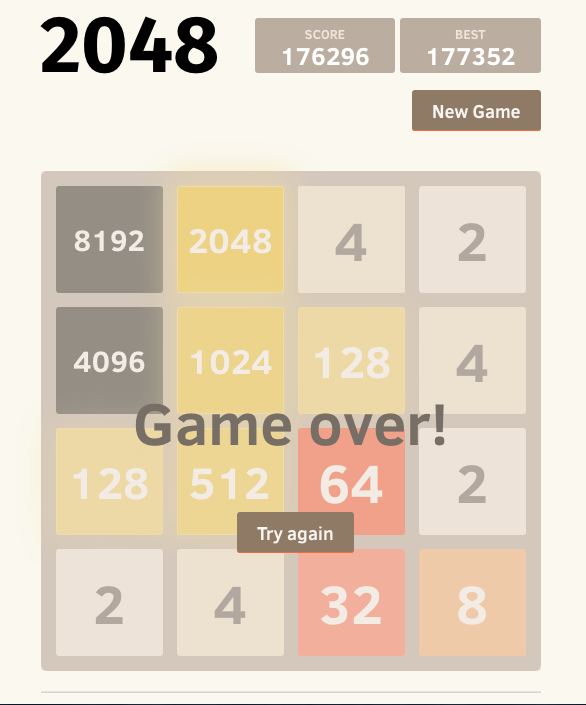 2048
SCORE
176296
BEST
177352
New Game
8192 2048 4 2
4096 1024 128 4
Game over!
128 512 64 2
Try again
2 4 32 8